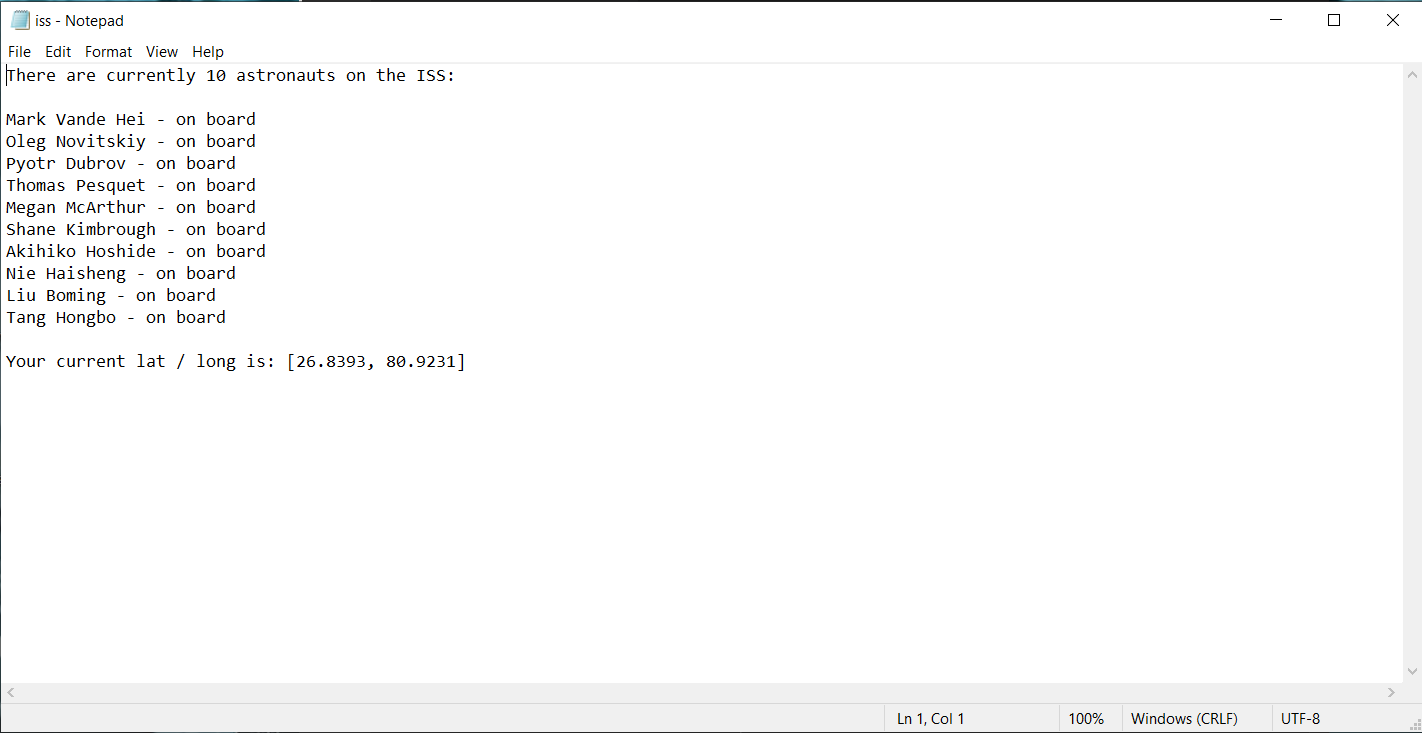 iss - Notepad
File Edit Format View Help
There are currently 10 astronauts on the ISS:
Mark Vande Hei - on board
Oleg Novitskiy - on board
Pyotr Dubrov - on board
Thomas Pesquet - on board
Megan McArthur - on board
Shane Kimbrough - on board
Akihiko Hoshide - on board
Nie Haisheng - on board
Liu Boming - on board
Tang Hongbo - on board
Your current lat / long is: [26.8393, 80.9231]
Ln 1, Col 1 100% Windows (CRLF) UTF-8